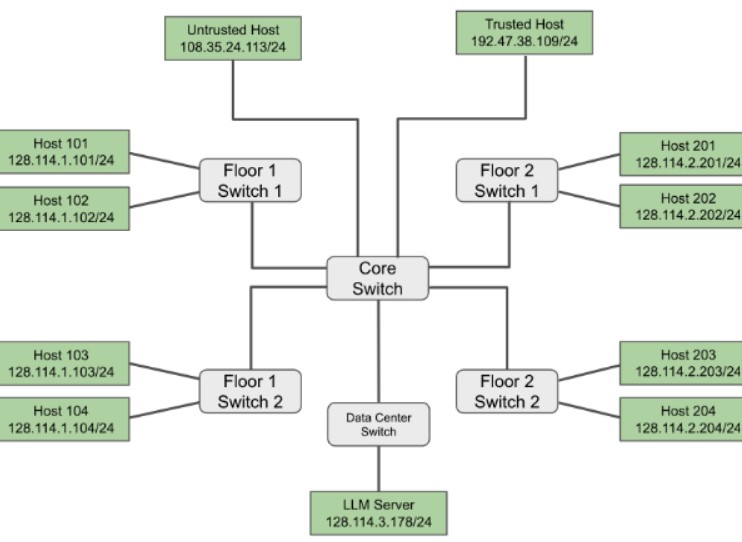 Untrusted Host
108.35.24.113/24
Trusted Host
192.47.38.109/24
Host 101
128.114.1.101/24
Host 102
128.114.1.102/24
Floor 1
Switch 1
Floor 2
Switch 1
Host 201
128.114.2.201/24
Host 202
128.114.2.202/24
Core
Switch
Host 103
128.114.1.103/24
Host 104
128.114.1.104/24
Floor 1
Switch 2
Data Center
Switch
Floor 2
Switch 2
Host 203
128.114.2.203/24
Host 204
128.114.2.204/24
LLM Server
128.114.3.178/24